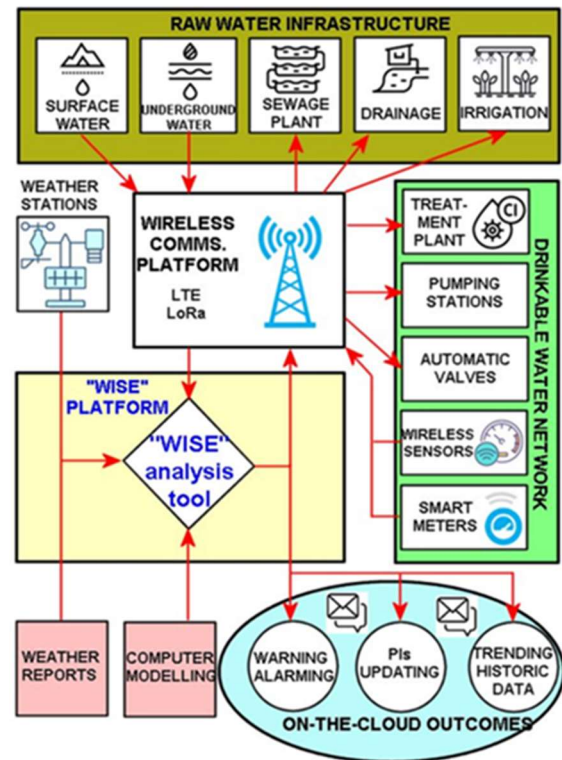 RAW WATER INFRASTRUCTURE
SURFACE
WATER
UNDERGROUND
WATER
SEWAGE
PLANT
DRAINAGE
IRRIGATION
WEATHER
STATIONS
WIRELESS
COMMS.
PLATFORM
LTE
LoRa
TREAT-
MENT
PLANT
Cl
PUMPING
STATIONS
AUTOMATIC
VALVES
WIRELESS
SENSORS
SMART
METERS
DRINKABLE WATER NETWORK
"WISE"
PLATFORM
"WISE"
analysis
tool
WEATHER
REPORTS
COMPUTER
MODELLING
WARNING
ALARMING
PIs
UPDATING
TRENDING
HISTORIC
DATA
ON-THE-CLOUD OUTCOMES